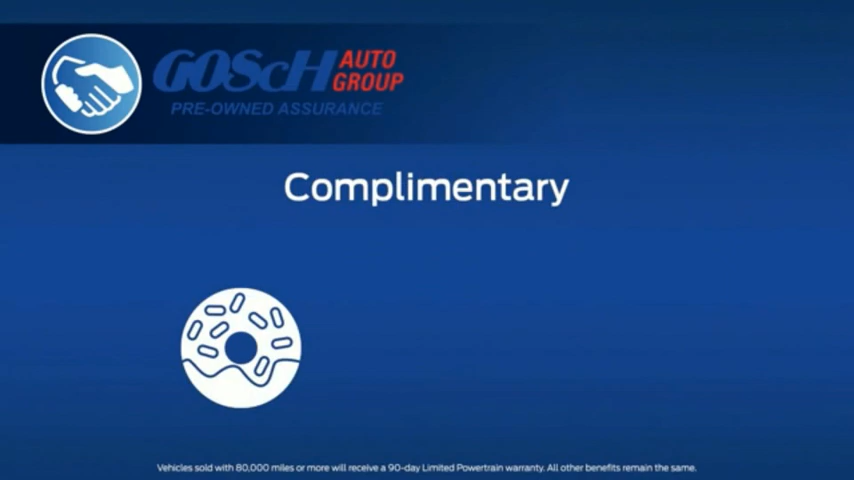 GOSCH AUTO
GROUP
PRE-OWNED ASSURANCE
Complimentary
Vehicles sold with 80,000 miles or more will receive a 90-day Limited Powertrain warranty. All other benefits remain the same.